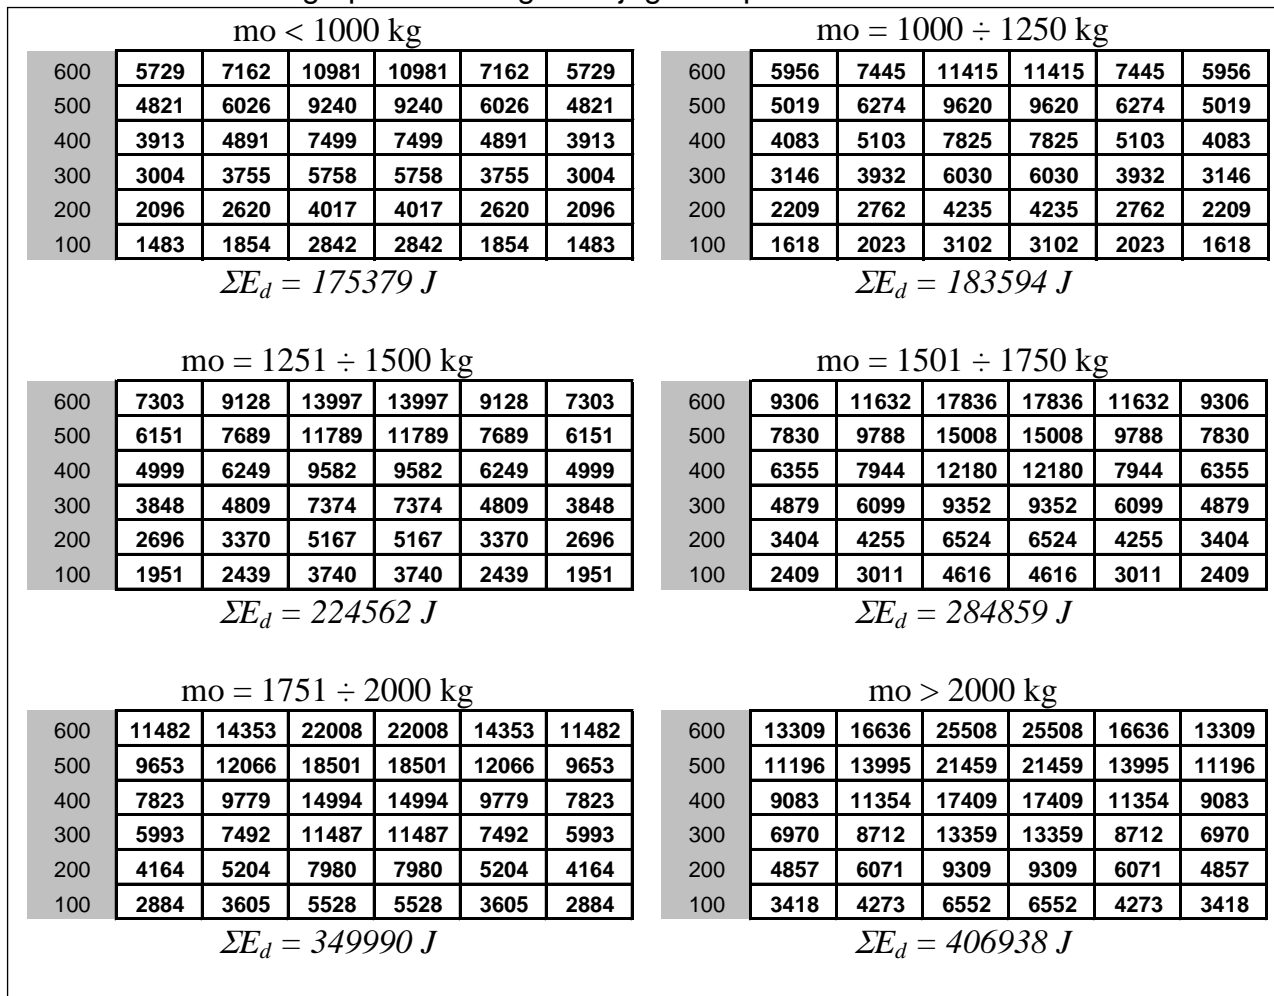 mo < 1000 kg
600 5729 7162 10981 10981 7162 5729
500 4821 6026 9240 9240 6026 4821
400 3913 4891 7499 7499 4891 3913
300 3004 3755 5758 5758 3755 3004
200 2096 2620 4017 4017 2620 2096
100 1483 1854 2842 2842 1854 1483
ΣEd = 175379 J
mo = 1000 ÷ 1250 kg
600 5956 7445 11415 11415 7445 5956
500 5019 6274 9620 9620 6274 5019
400 4083 5103 7825 7825 5103 4083
300 3146 3932 6030 6030 3932 3146
200 2209 2762 4235 4235 2762 2209
100 1618 2023 3102 3102 2023 1618
ΣEd = 183594 J
mo = 1251 ÷ 1500 kg
600 7303 9128 13997 13997 9128 7303
500 6151 7689 11789 11789 7689 6151
400 4999 6249 9582 9582 6249 4999
300 3848 4809 7374 7374 4809 3848
200 2696 3370 5167 5167 3370 2696
100 1951 2439 3740 3740 2439 1951
ΣEd = 224562 J
mo = 1501 ÷ 1750 kg
600 9306 11632 17836 17836 11632 9306
500 7830 9788 15008 15008 9788 7830
400 6355 7944 12180 12180 7944 6355
300 4879 6099 9352 9352 6099 4879
200 3404 4255 6524 6524 4255 3404
100 2409 3011 4616 4616 3011 2409
ΣEd = 284859 J
mo = 1751 ÷ 2000 kg
600 11482 14353 22008 22008 14353 11482
500 9653 12066 18501 18501 12066 9653
400 7823 9779 14994 14994 9779 7823
300 5993 7492 11487 11487 7492 5993
200 4164 5204 7980 7980 5204 4164
100 2884 3605 5528 5528 3605 2884
ΣEd = 349990 J
mo > 2000 kg
600 13309 16636 25508 25508 16636 13309
500 11196 13995 21459 21459 13995 11196
400 9083 11354 17409 17409 11354 9083
300 6970 8712 13359 13359 8712 6970
200 4857 6071 9309 9309 6071 4857
100 3418 4273 6552 6552 4273 3418
ΣEd = 406938 J